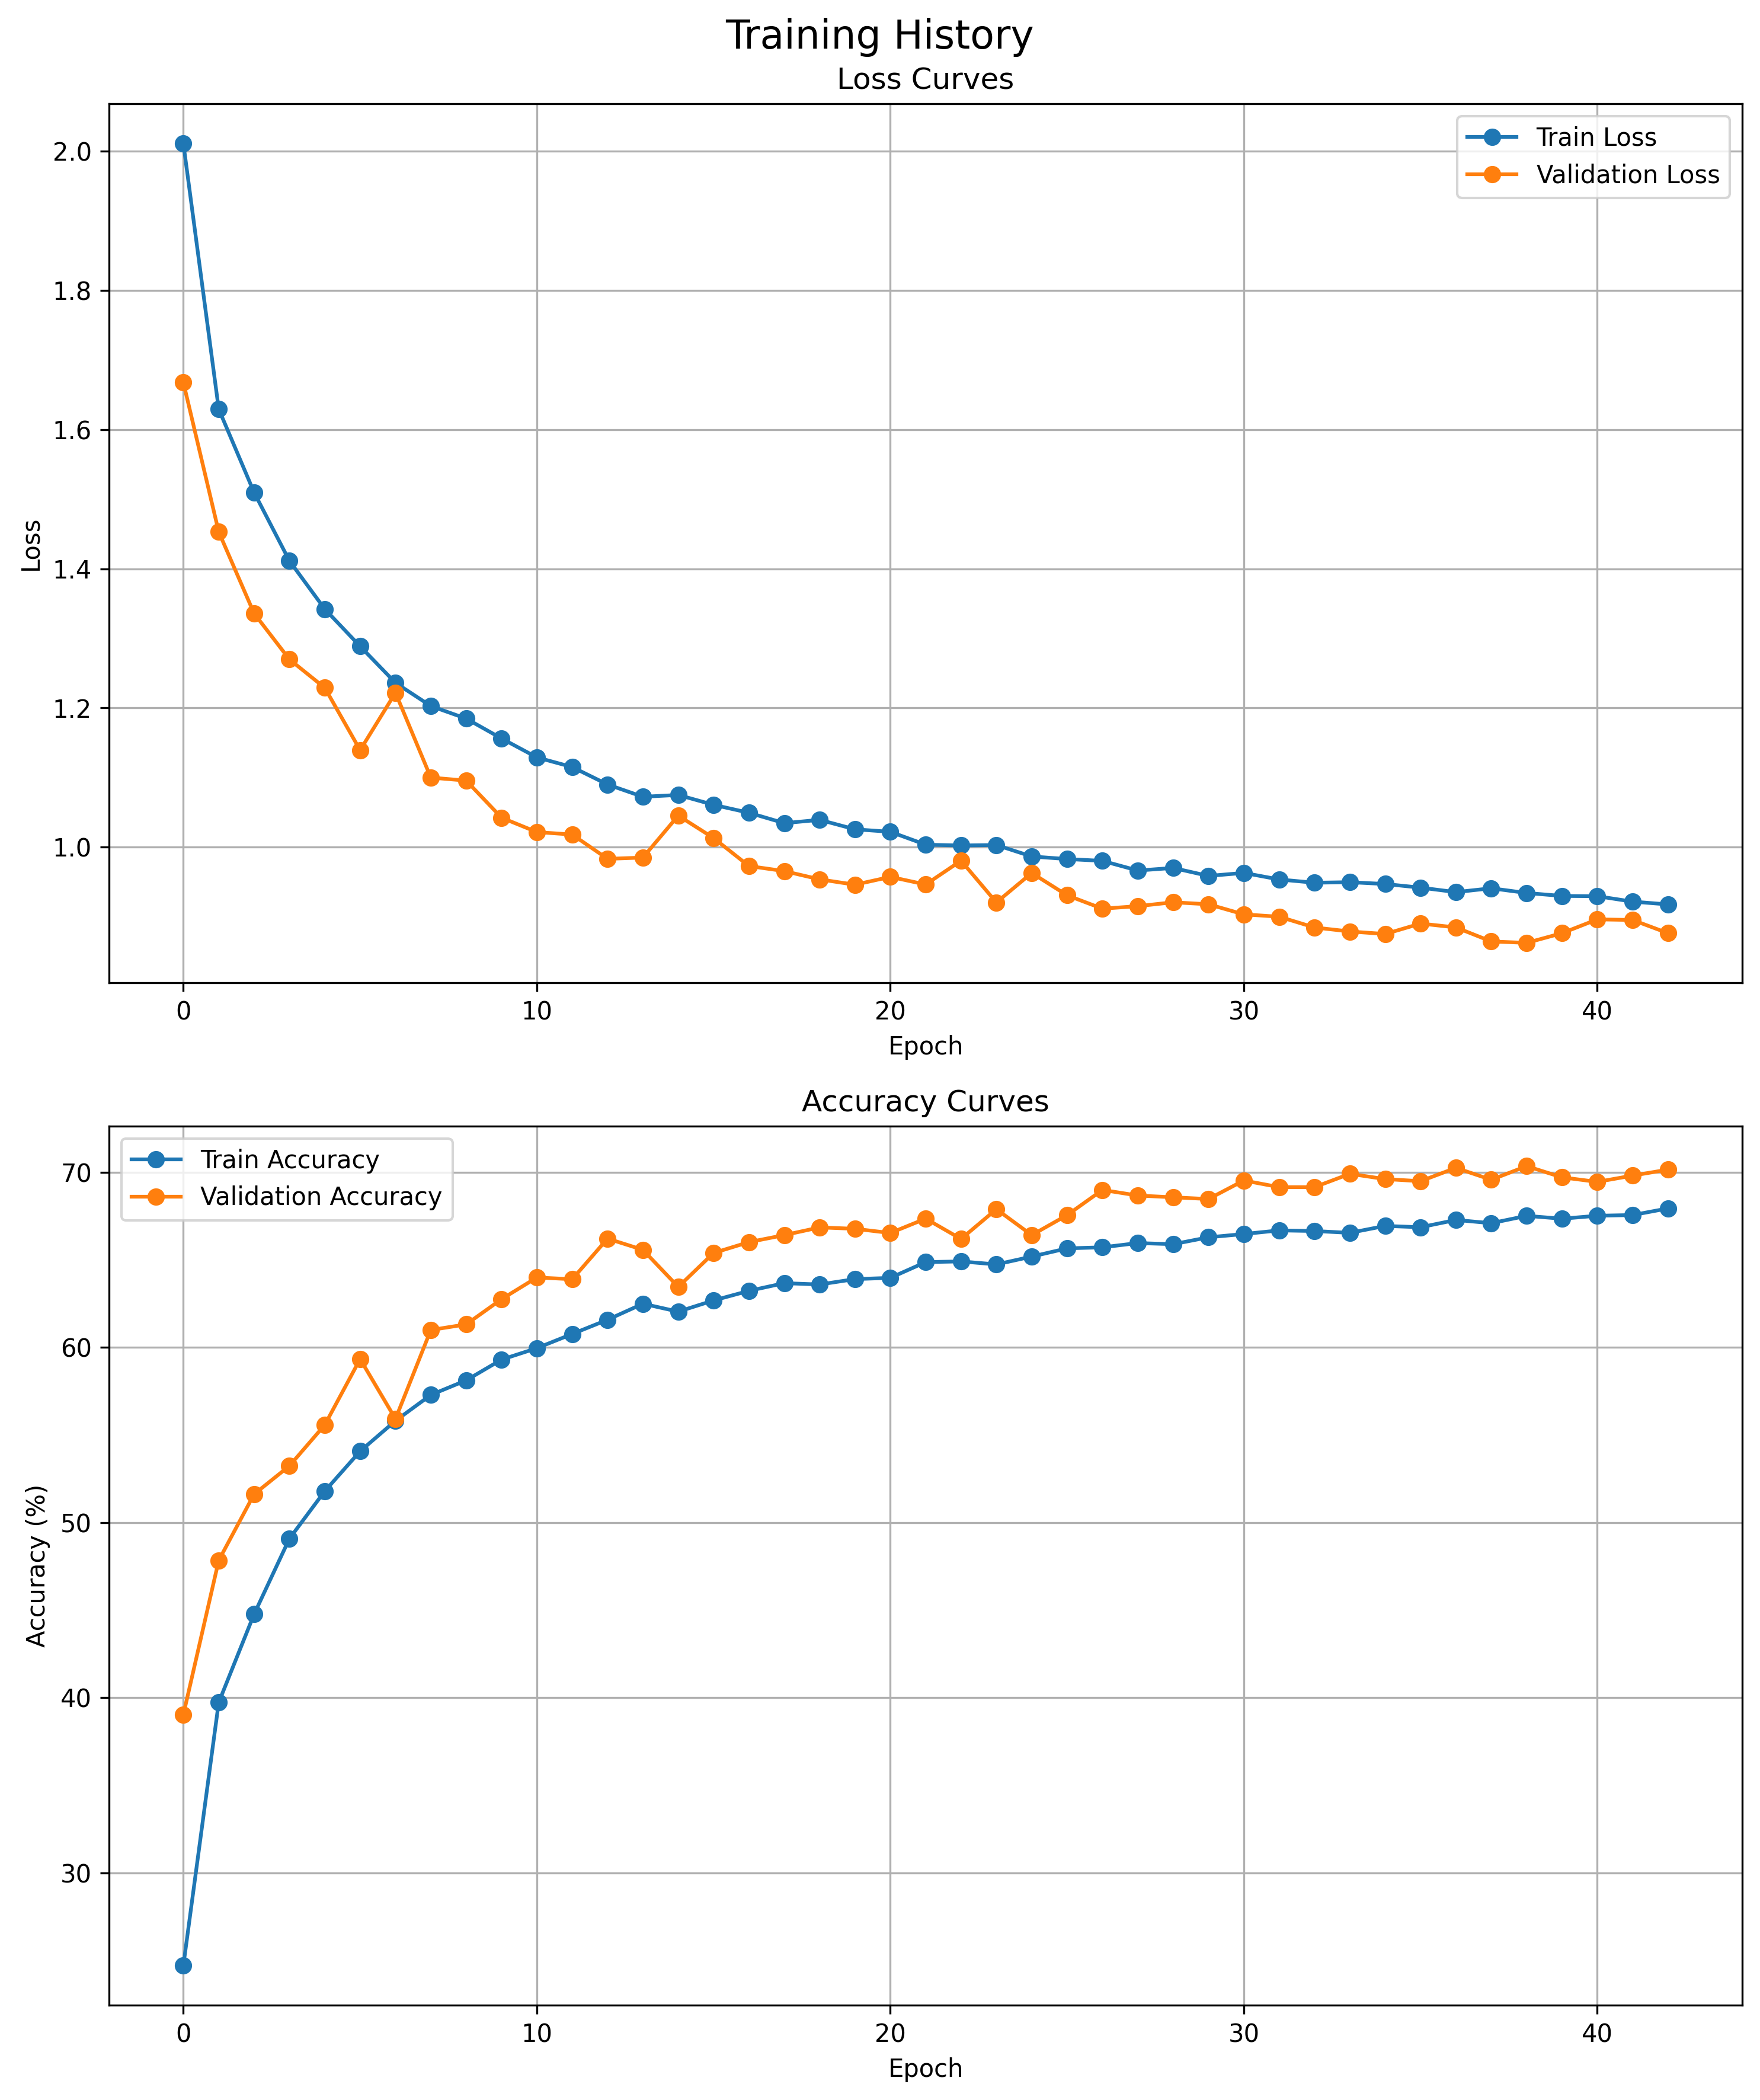 Training History
Loss Curves
Train Loss
Validation Loss
2.0
1.8
1.6
1.4
1.2
1.0
Loss
0 10 20 30 40
Epoch
Accuracy Curves
Train Accuracy
Validation Accuracy
70
60
50
40
30
Accuracy (%)
0 10 20 30 40
Epoch